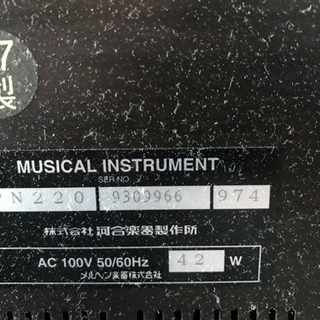 7
製
MUSICAL INSTRUMENT
SER.NO.
PN220 9309966 974
株式会社 河合楽器製作所
AC 100V 50/60Hz 42 W
メルヘン楽器株式会社